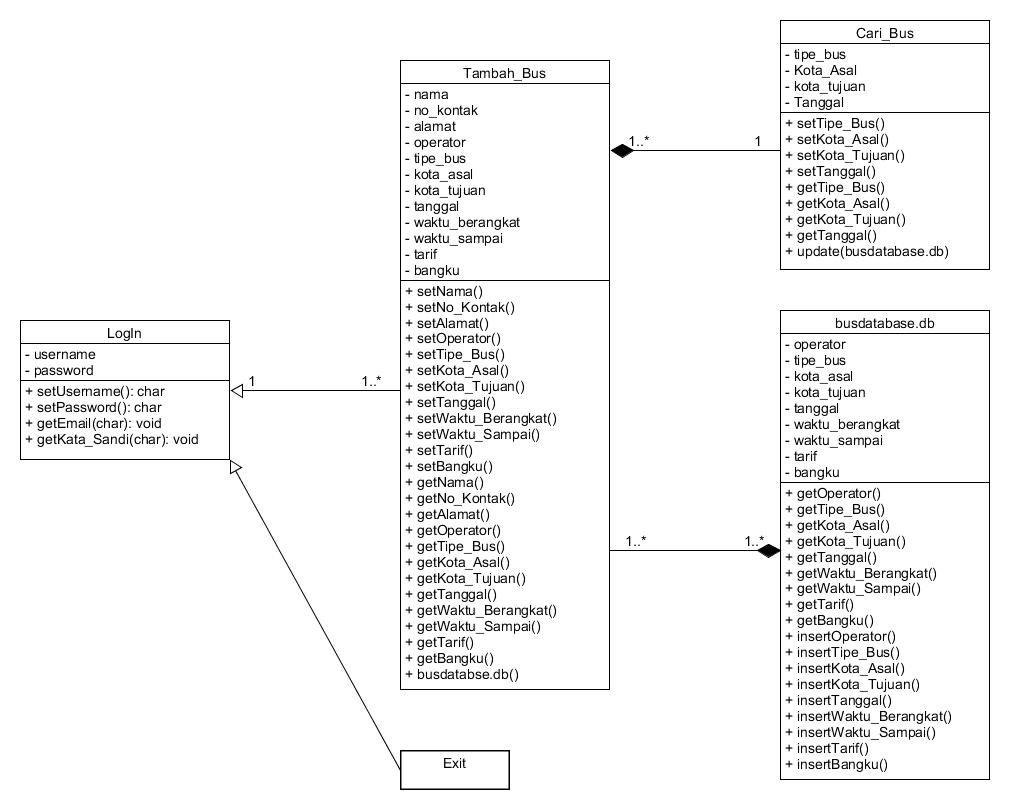 Cari_Bus
- tipe_bus
- Kota_Asal
- kota_tujuan
- Tanggal
+ setTipe_Bus()
+ setKota_Asal()
+ setKota_Tujuan()
+ setTanggal()
+ getTipe_Bus()
+ getKota_Asal()
+ getKota_Tujuan()
+ getTanggal()
+ update(busdatabase.db)
Tambah_Bus
- nama
- no_kontak
- alamat
- operator
- tipe_bus
- kota_asal
- kota_tujuan
- tanggal
- waktu_berangkat
- waktu_sampai
- tarif
- bangku
+ setNama()
+ setNo_Kontak()
+ setAlamat()
+ setOperator()
+ setTipe_Bus()
+ setKota_Asal()
+ setKota_Tujuan()
+ setTanggal()
+ setWaktu_Berangkat()
+ setWaktu_Sampai()
+ setTarif()
+ setBangku()
+ getNama()
+ getNo_Kontak()
+ getAlamat()
+ getOperator()
+ getTipe_Bus()
+ getKota_Asal()
+ getKota_Tujuan()
+ getTanggal()
+ getWaktu_Berangkat()
+ getWaktu_Sampai()
+ getTarif()
+ getBangku()
+ busdatabse.db()
1..* 1
LogIn
- username
- password
+ setUsername(): char
+ setPassword(): char
+ getEmail(char): void
+ getKata_Sandi(char): void
1 1..*
busdatabase.db
- operator
- tipe_bus
- kota_asal
- kota_tujuan
- tanggal
- waktu_berangkat
- waktu_sampai
- tarif
- bangku
+ getOperator()
+ getTipe_Bus()
+ getKota_Asal()
+ getKota_Tujuan()
+ getTanggal()
+ getWaktu_Berangkat()
+ getWaktu_Sampai()
+ getTarif()
+ getBangku()
+ insertOperator()
+ insertTipe_Bus()
+ insertKota_Asal()
+ insertKota_Tujuan()
+ insertTanggal()
+ insertWaktu_Berangkat()
+ insertWaktu_Sampai()
+ insertTarif()
+ insertBangku()
1..* 1..*
Exit